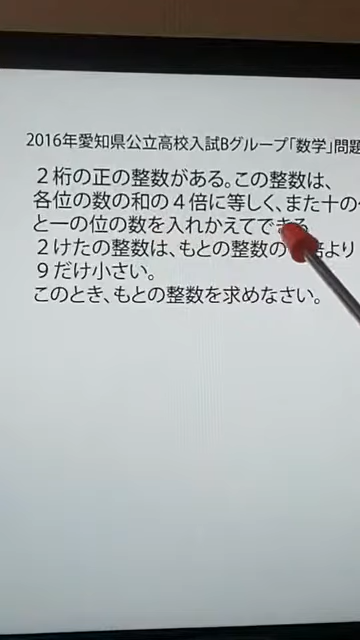 2016年愛知県公立高校入試Bグループ「数学」問題
２桁の正の整数がある。この整数は、
各位の数の和の４倍に等しく、また十の
と一の位の数を入れかえてできる
２けたの整数は、もとの整数の 倍より
９だけ小さい。
このとき、もとの整数を求めなさい。